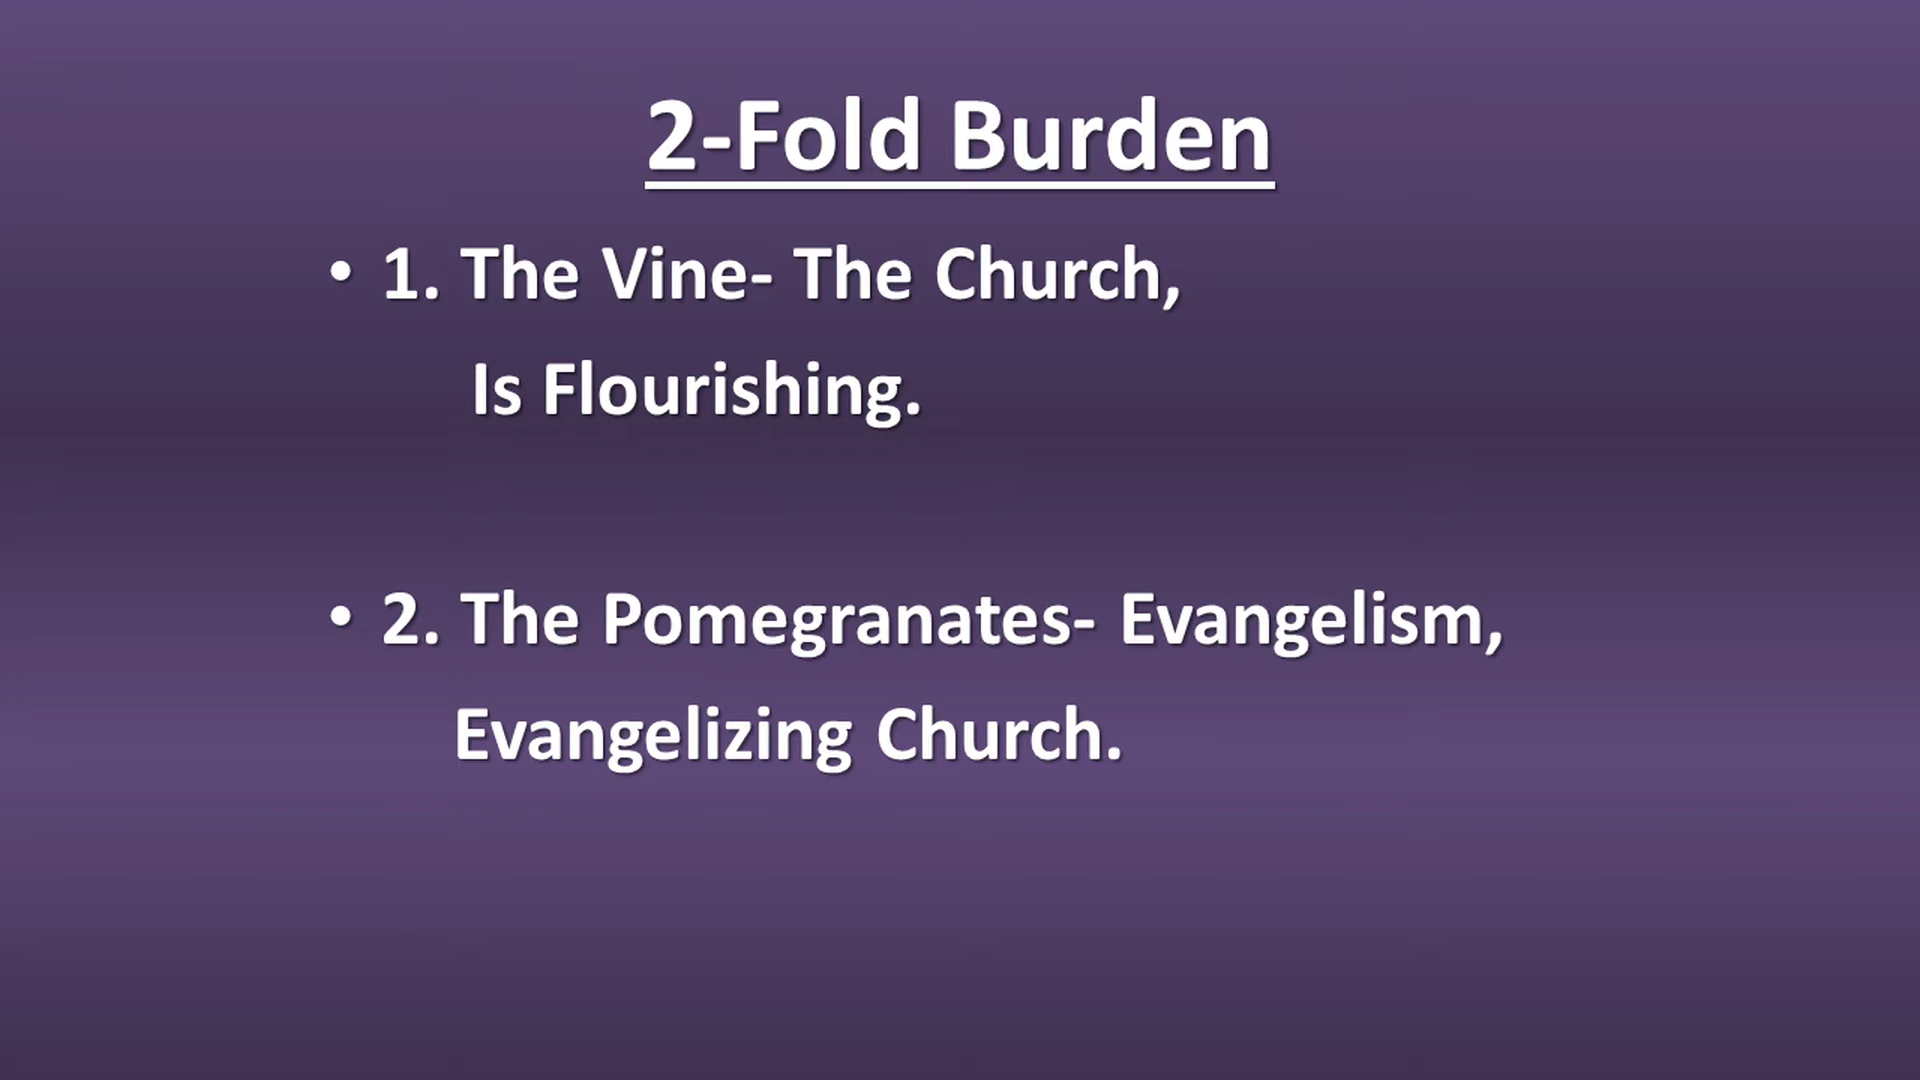 2-Fold Burden
• 1. The Vine- The Church,
Is Flourishing.
• 2. The Pomegranates- Evangelism,
Evangelizing Church.